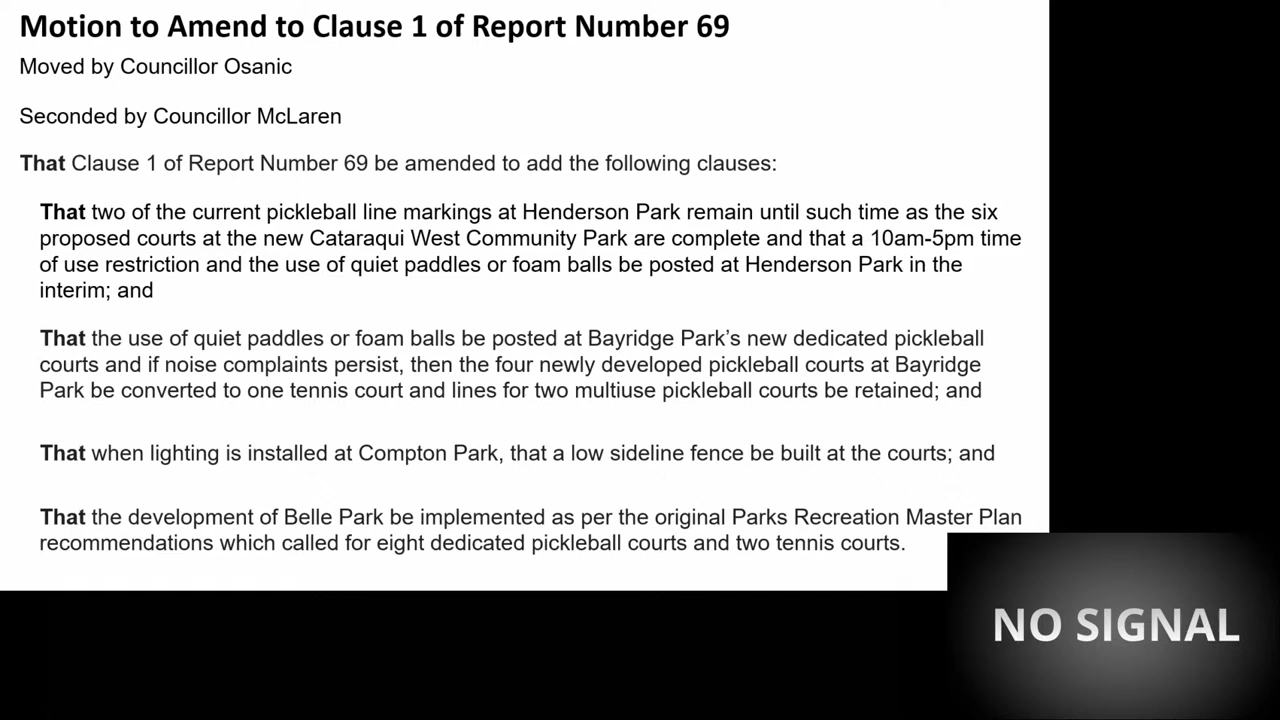 Motion to Amend to Clause 1 of Report Number 69
Moved by Councillor Osanic
Seconded by Councillor McLaren
That Clause 1 of Report Number 69 be amended to add the following clauses:
That two of the current pickleball line markings at Henderson Park remain until such time as the six
proposed courts at the new Cataraqui West Community Park are complete and that a 10am-5pm time
of use restriction and the use of quiet paddles or foam balls be posted at Henderson Park in the
interim; and
That the use of quiet paddles or foam balls be posted at Bayridge Park’s new dedicated pickleball
courts and if noise complaints persist, then the four newly developed pickleball courts at Bayridge
Park be converted to one tennis court and lines for two multiuse pickleball courts be retained; and
That when lighting is installed at Compton Park, that a low sideline fence be built at the courts; and
That the development of Belle Park be implemented as per the original Parks Recreation Master Plan
recommendations which called for eight dedicated pickleball courts and two tennis courts.
NO SIGNAL